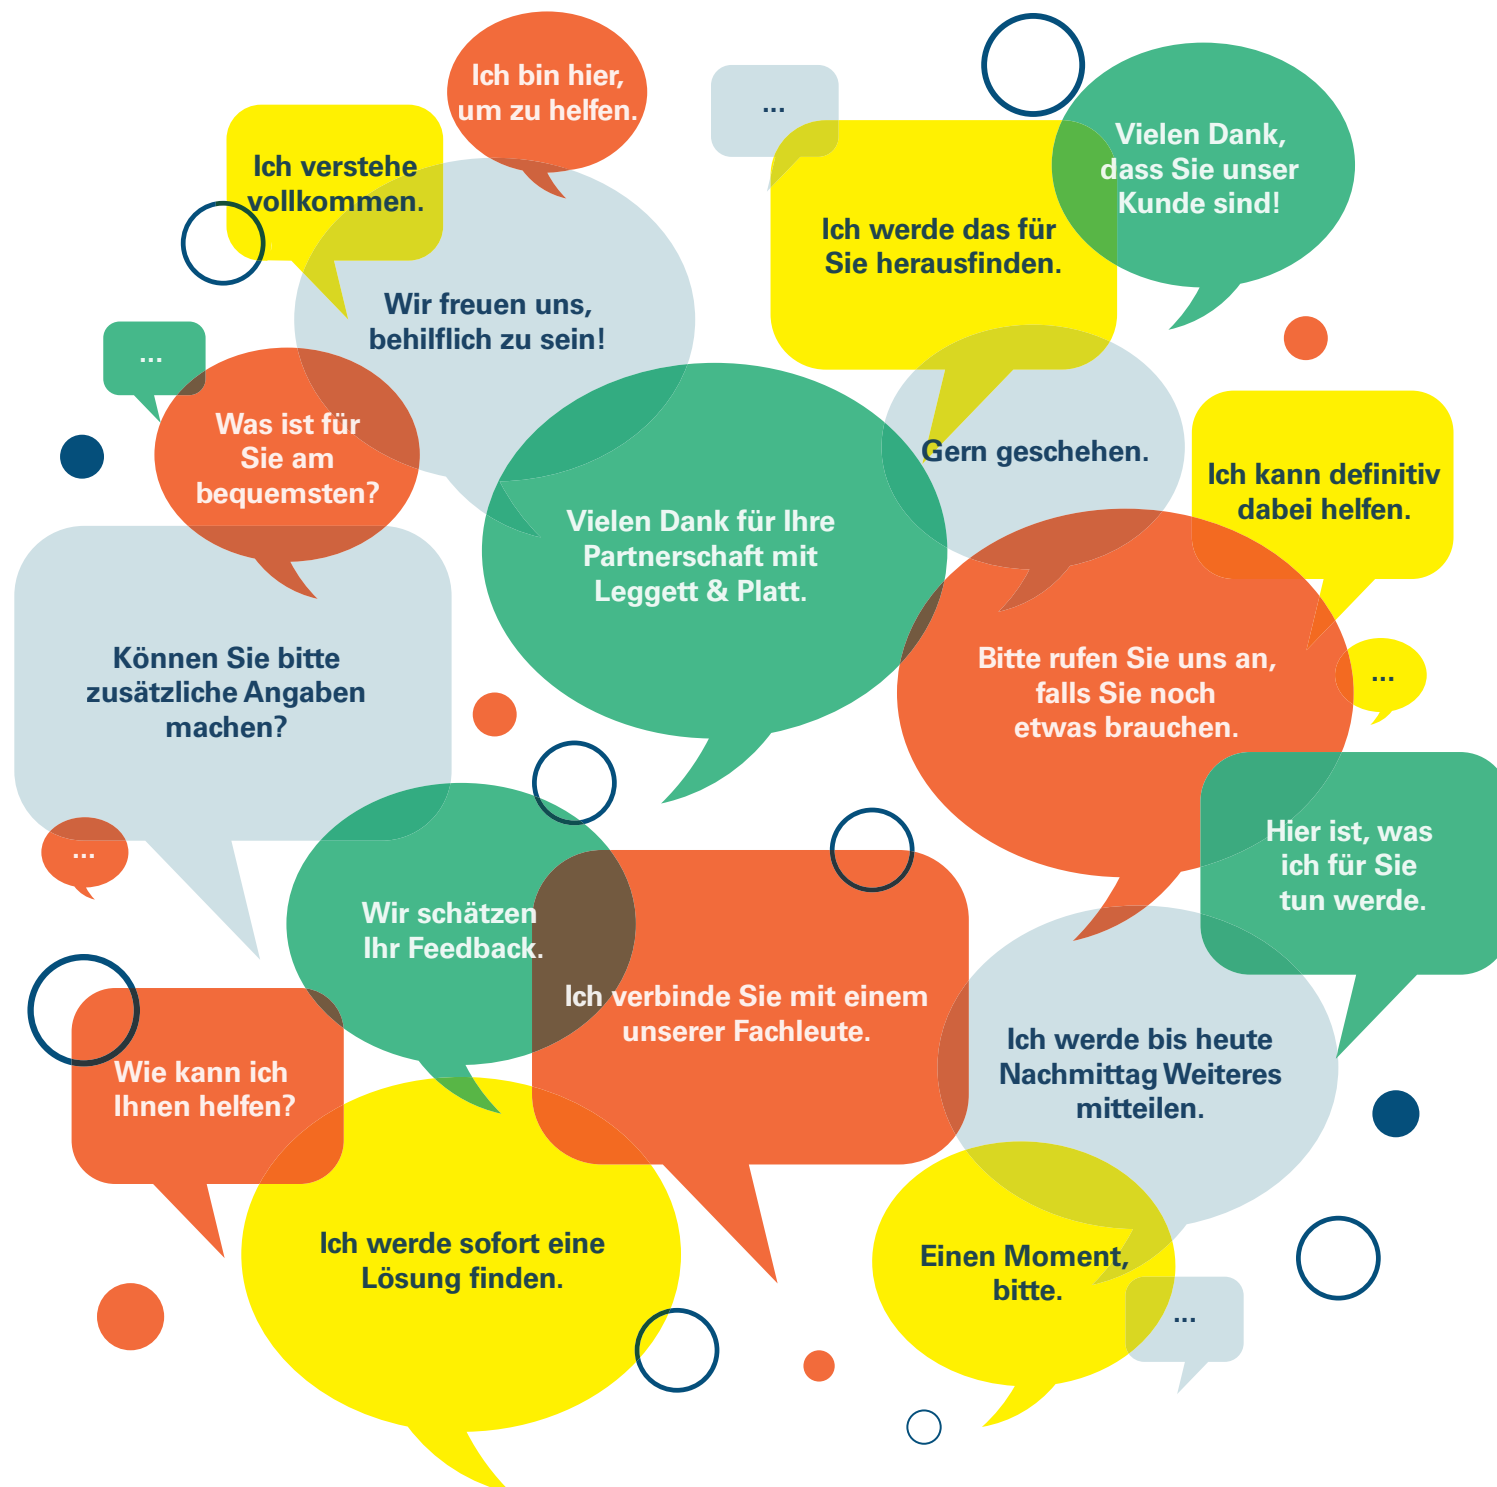 Ich bin hier,
um zu helfen.
...
Vielen Dank,
dass Sie unser
Kunde sind!
Ich verstehe
vollkommen.
Ich werde das für
Sie herausfinden.
Wir freuen uns,
behilflich zu sein!
...
Was ist für
Sie am
bequemsten?
Gern geschehen.
Ich kann definitiv
dabei helfen.
Vielen Dank für Ihre
Partnerschaft mit
Leggett & Platt.
Können Sie bitte
zusätzliche Angaben
machen?
Bitte rufen Sie uns an,
falls Sie noch
etwas brauchen.
...
Hier ist, was
ich für Sie
tun werde.
...
Wir schätzen
Ihr Feedback.
Ich verbinde Sie mit einem
unserer Fachleute.
Ich werde bis heute
Nachmittag Weiteres
mitteilen.
Wie kann ich
Ihnen helfen?
Ich werde sofort eine
Lösung finden.
Einen Moment,
bitte.
...